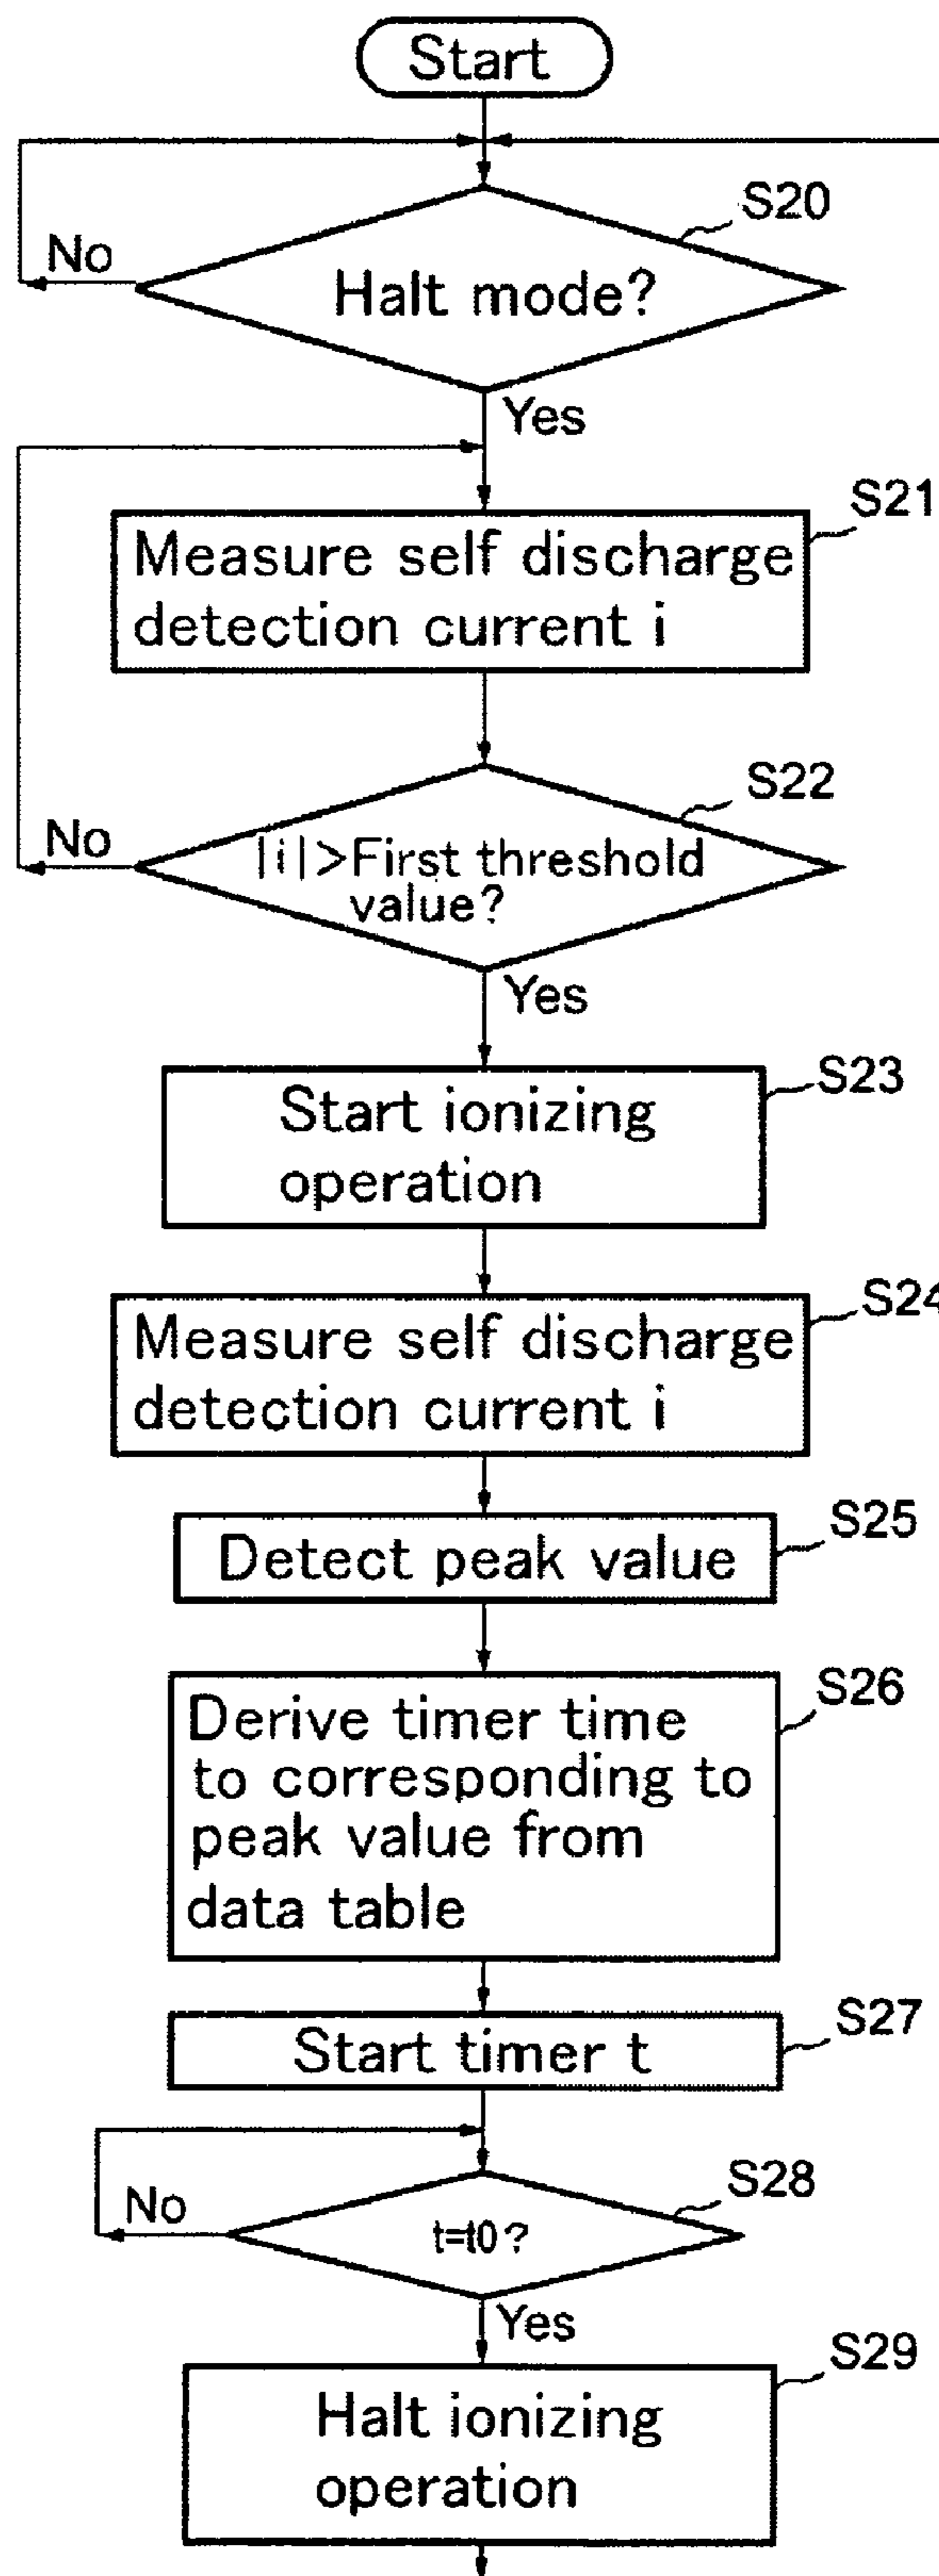 Start
S20
No
Halt mode?
Yes
S21
Measure self discharge
detection current i
S22
No
|i|>First threshold
value?
Yes
S23
Start ionizing
operation
S24
Measure self discharge
detection current i
S25
Detect peak value
S26
Derive timer time
to corresponding to
peak value from
data table
S27
Start timer t
S28
No
t=t0?
Yes
S29
Halt ionizing
operation